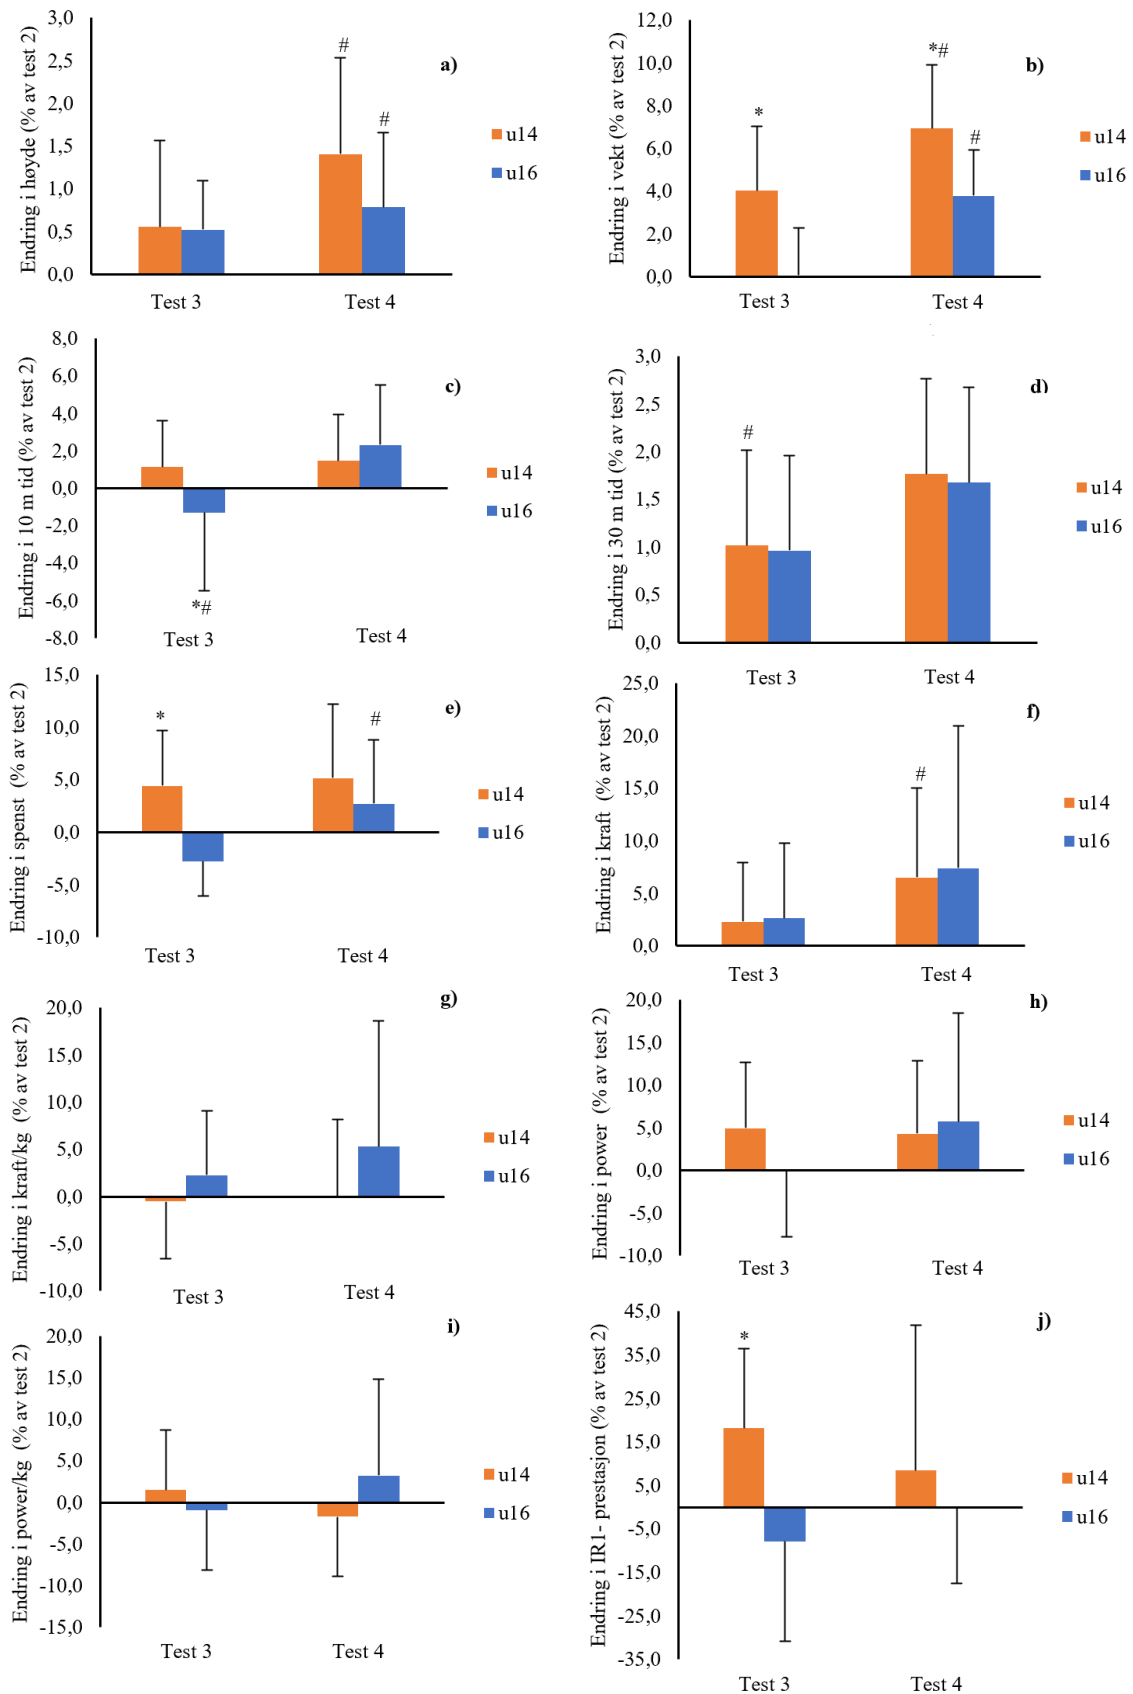 Endring i høyde (% av test 2)
3,0
2,5
2,0
1,5
1,0
0,5
0,0
#
#
a)
u14
u16
Test 3
Test 4
Endring i vekt (% av test 2)
12,0
10,0
8,0
6,0
4,0
2,0
0,0
*
*#
#
b)
u14
u16
Test 3
Test 4
Endring i 10 m tid (% av test 2)
8,0
6,0
4,0
2,0
0,0
-2,0
-4,0
-6,0
-8,0
*#
c)
u14
u16
Test 3
Test 4
Endring i 30 m tid (% av test 2)
3,0
2,5
2,0
1,5
1,0
0,5
0,0
#
d)
u14
u16
Test 3
Test 4
Endring i spenst (% av test 2)
15,0
10,0
5,0
0,0
-5,0
-10,0
*
#
e)
u14
u16
Test 3
Test 4
Endring i kraft (% av test 2)
25,0
20,0
15,0
10,0
5,0
0,0
#
f)
u14
u16
Test 3
Test 4
Endring i kraft/kg (% av test 2)
20,0
15,0
10,0
5,0
0,0
-5,0
-10,0
g)
u14
u16
Test 3
Test 4
Endring i power (% av test 2)
20,0
15,0
10,0
5,0
0,0
-5,0
-10,0
h)
u14
u16
Test 3
Test 4
Endring i power/kg (% av test 2)
20,0
15,0
10,0
5,0
0,0
-5,0
-10,0
-15,0
i)
u14
u16
Test 3
Test 4
Endring i IR1- prestasjon (% av test 2)
45,0
35,0
25,0
15,0
5,0
-5,0
-15,0
-25,0
-35,0
*
j)
u14
u16
Test 3
Test 4